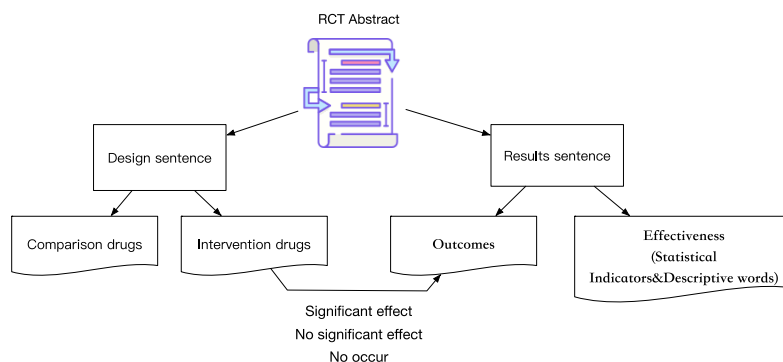 RCT Abstract
Design sentence
Results sentence
Comparison drugs
Intervention drugs
Outcomes
Effectiveness
(Statistical
Indicators&Descriptive words)
Significant effect
No significant effect
No occur